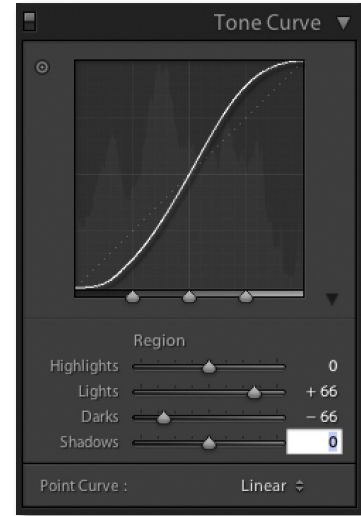 Tone Curve
Region
Highlights 0
Lights + 66
Darks − 66
Shadows 0
Point Curve : Linear